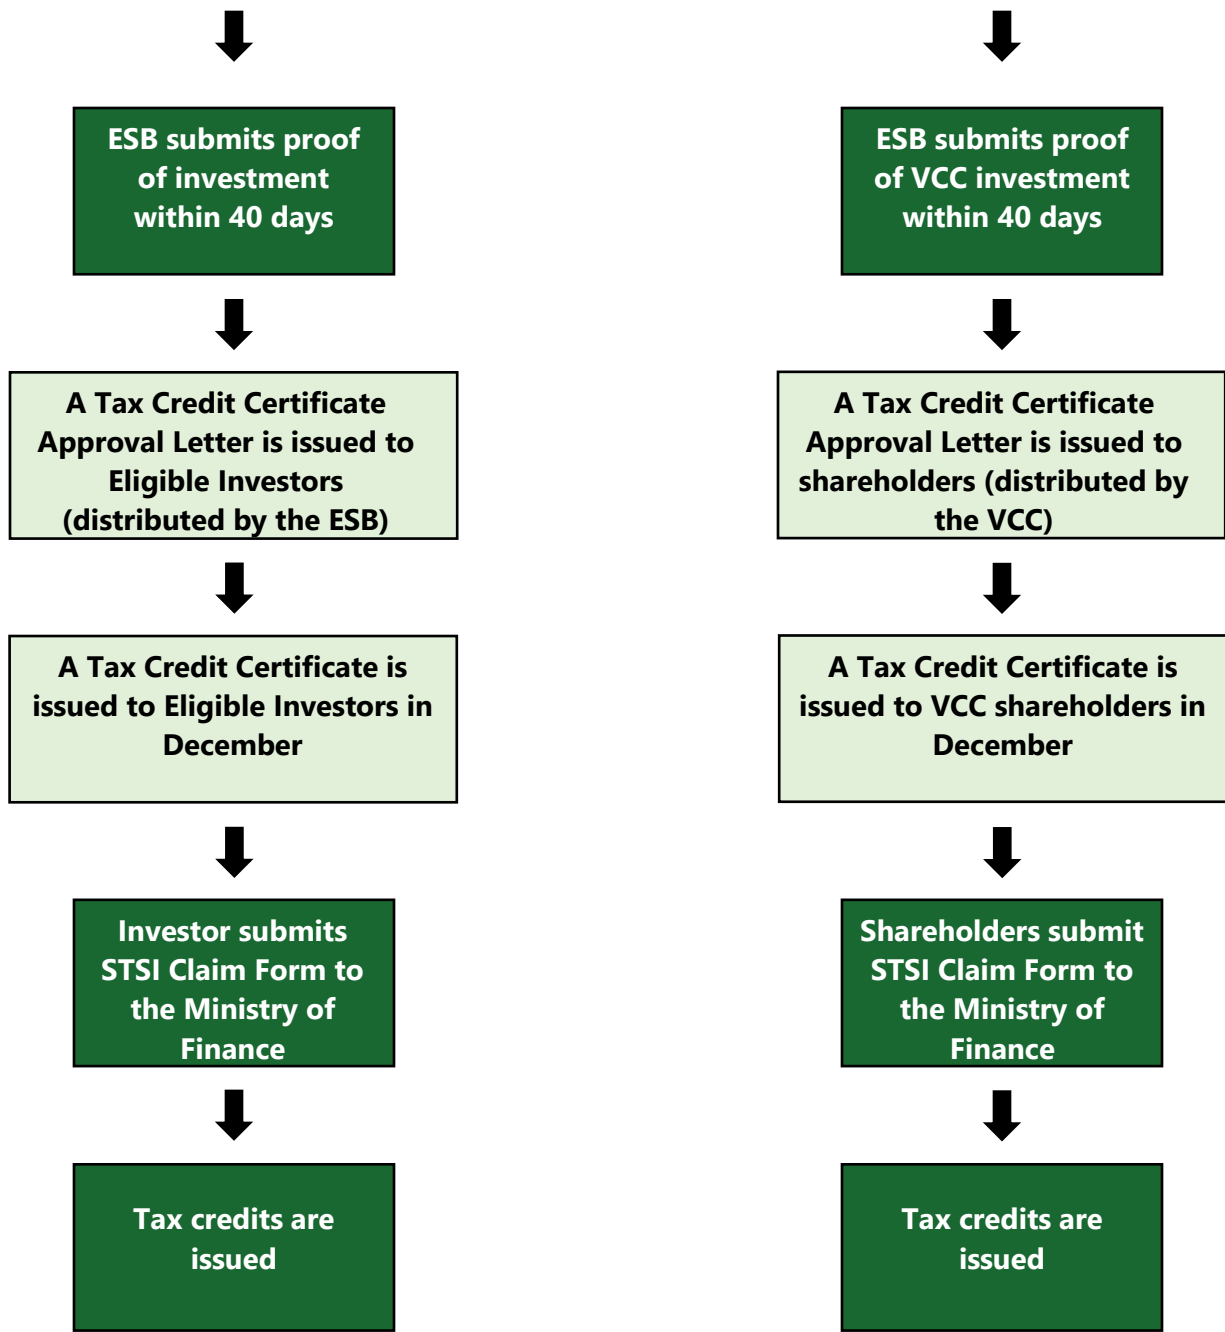 ESB submits proof
of investment
within 40 days
A Tax Credit Certificate
Approval Letter is issued to
Eligible Investors
(distributed by the ESB)
A Tax Credit Certificate is
issued to Eligible Investors in
December
Investor submits
STSI Claim Form to
the Ministry of
Finance
Tax credits are
issued
ESB submits proof
of VCC investment
within 40 days
A Tax Credit Certificate
Approval Letter is issued to
shareholders (distributed by
the VCC)
A Tax Credit Certificate is
issued to VCC shareholders in
December
Shareholders submit
STSI Claim Form to
the Ministry of
Finance
Tax credits are
issued